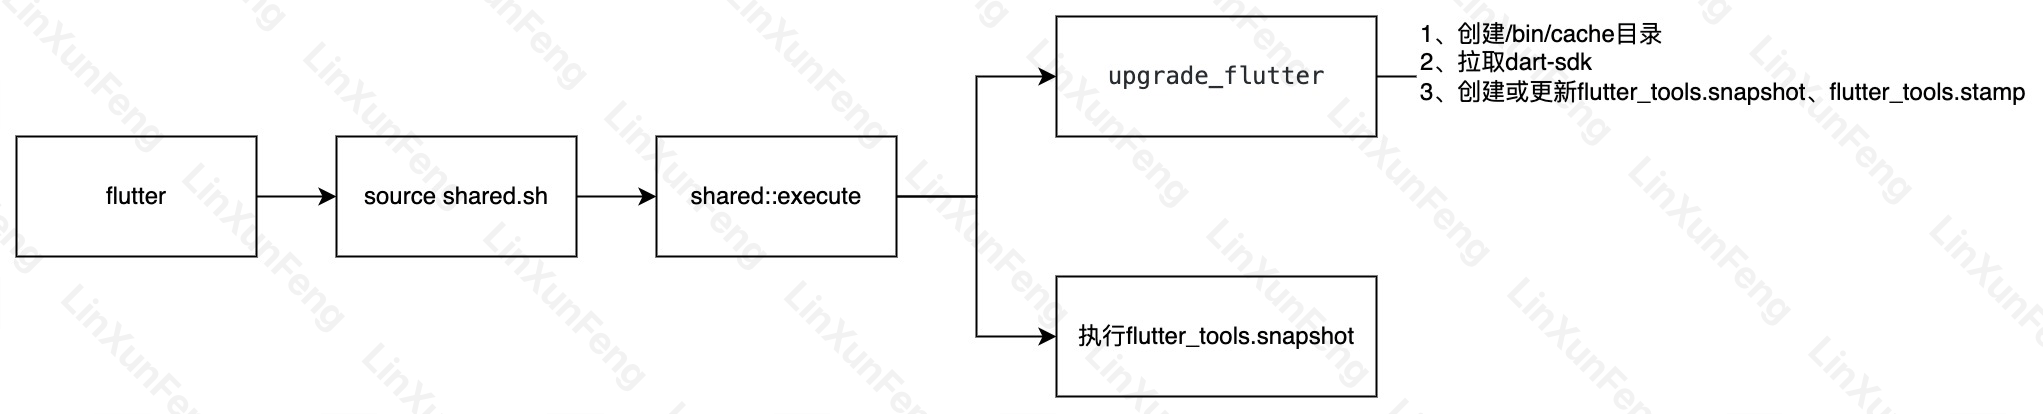 flutter
source shared.sh
shared::execute
upgrade_flutter
1、创建/bin/cache目录
2、拉取dart-sdk
3、创建或更新flutter_tools.snapshot、flutter_tools.stamp
执行flutter_tools.snapshot
LinXunFeng